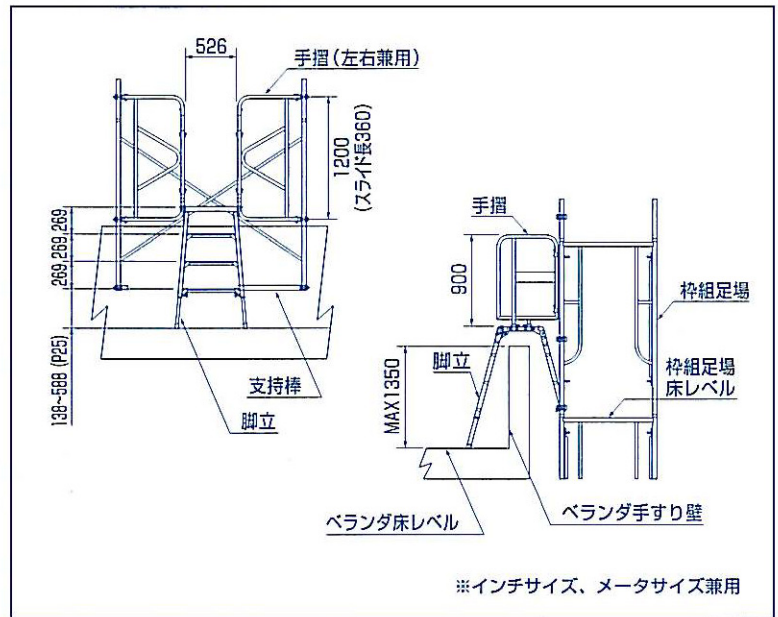 526
手摺(左右兼用)
1200
(スライド長360)
269, 269, 269
138~588 (P25)
支持棒
脚立
手摺
900
枠組足場
脚立
MAX1350
枠組足場
床レベル
ベランダ床レベル
ベランダ手すり壁
※インチサイズ、メータサイズ兼用